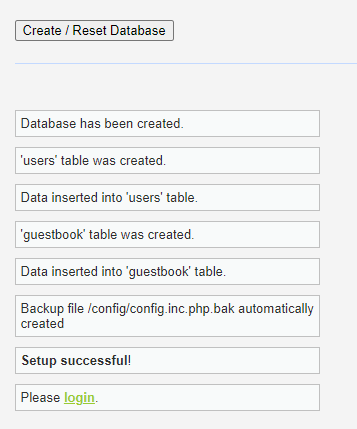 Create / Reset Database
Database has been created.
'users' table was created.
Data inserted into 'users' table.
'guestbook' table was created.
Data inserted into 'guestbook' table.
Backup file /config/config.inc.php.bak automatically
created
Setup successful!
Please login.